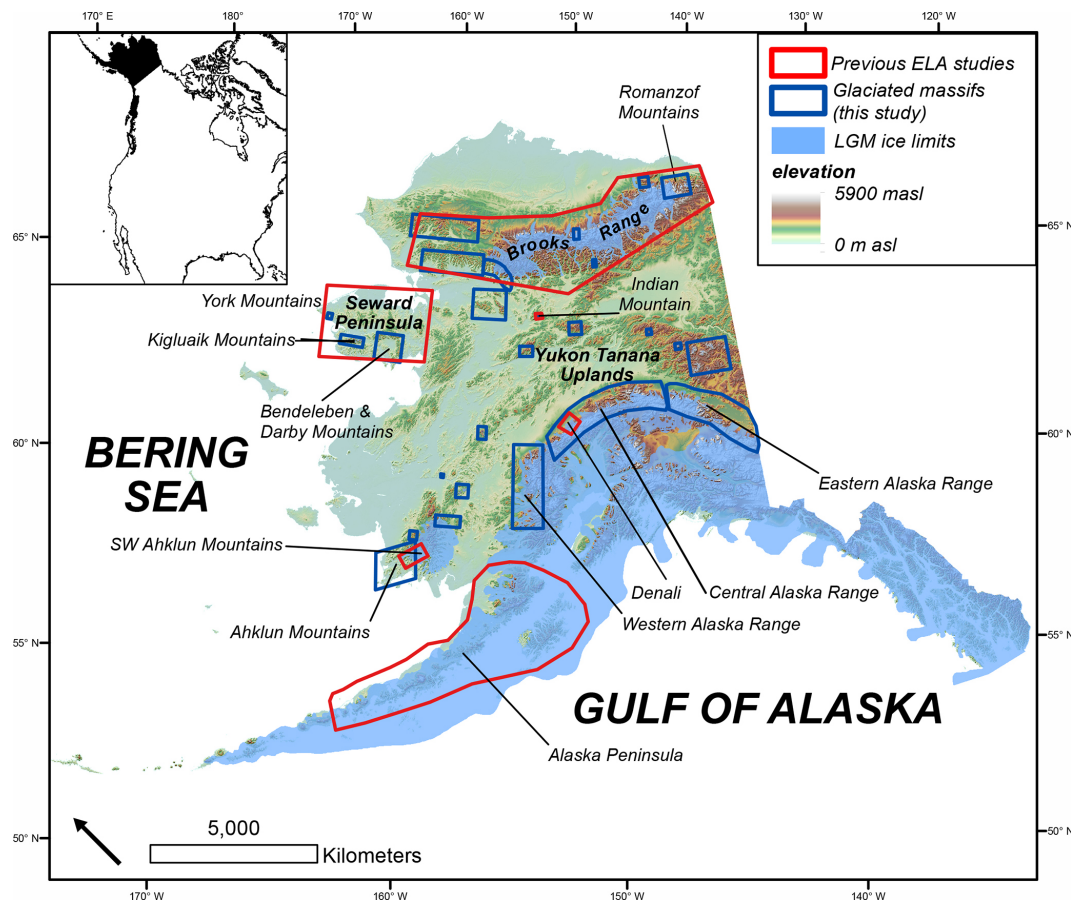 170° E
180°
170° W
160° W
150° W
140° W
130° W
120° W
Previous ELA studies
Glaciated massifs
(this study)
LGM ice limits
elevation
5900 masl
0 m asl
Romanzof
Mountains
65° N
65° N
Brooks Range
Indian
Mountain
York Mountains
Seward
Peninsula
Kigluaik Mountains
Yukon Tanana
Uplands
Bendeleben &
Darby Mountains
60° N
60° N
BERING
SEA
Eastern Alaska Range
SW Ahklun Mountains
Denali
Central Alaska Range
Ahklun Mountains
Western Alaska Range
55° N
55° N
GULF OF ALASKA
Alaska Peninsula
5,000
Kilometers
50° N
50° N
170° W
160° W
150° W
140° W